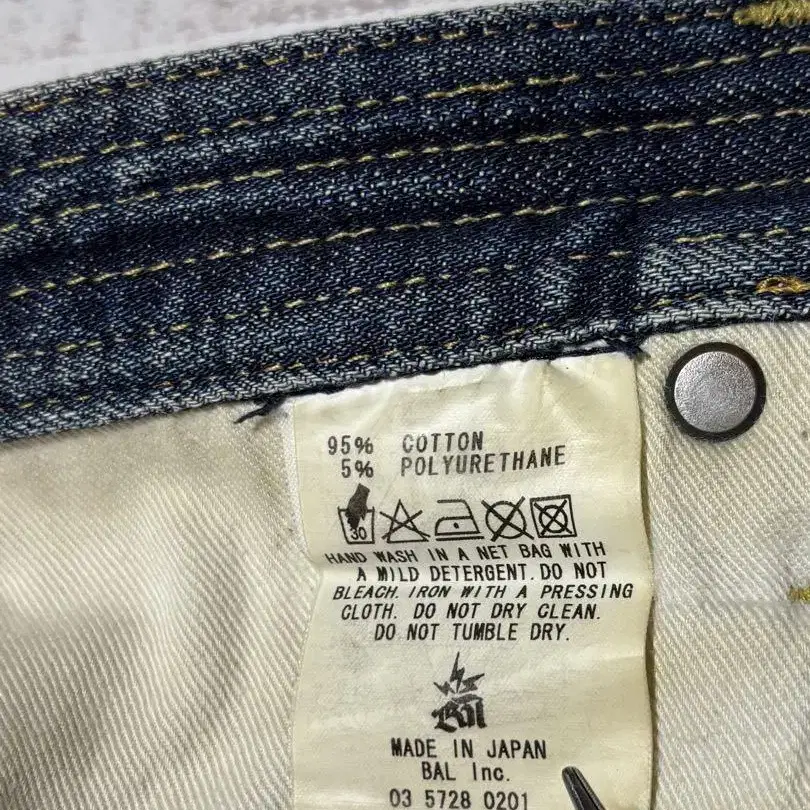 95% COTTON
5% POLYURETHANE
30
HAND WASH IN A NET BAG WITH
A MILD DETERGENT. DO NOT
BLEACH. IRON WITH A PRESSING
CLOTH. DO NOT DRY CLEAN.
DO NOT TUMBLE DRY.
Bal
MADE IN JAPAN
BAL Inc.
03 5728 0201